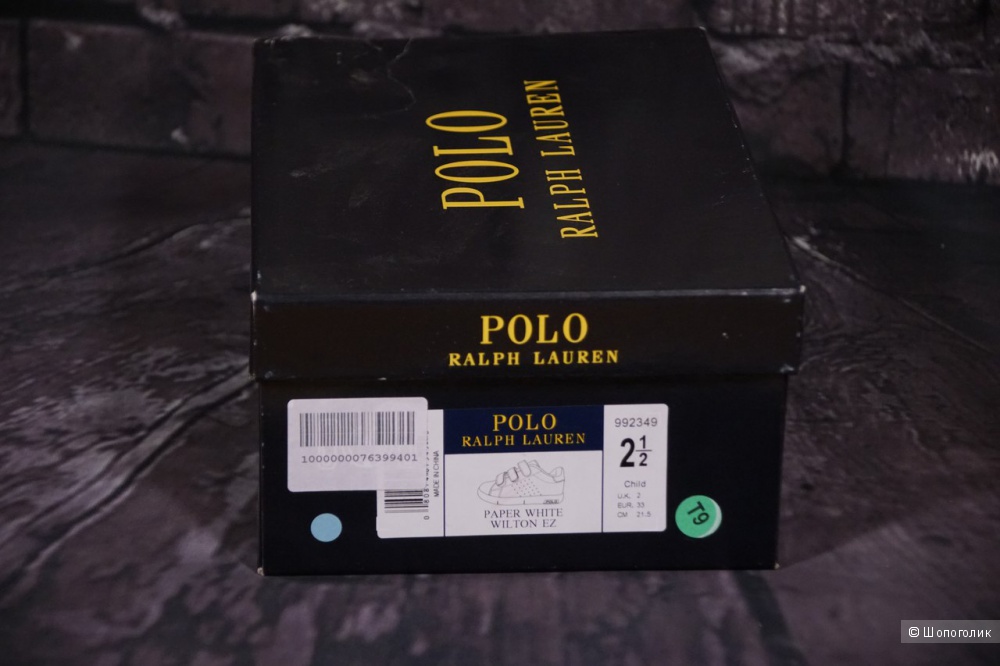 POLO
RALPH LAUREN
POLO
RALPH LAUREN
1000000076399401
MADE IN CHINA
POLO
RALPH LAUREN
PAPER WHITE
WILTON EZ
992349
2 1/2
Child
U.K. 2
EUR. 33
CM 21.5
T9
© Шопоголик